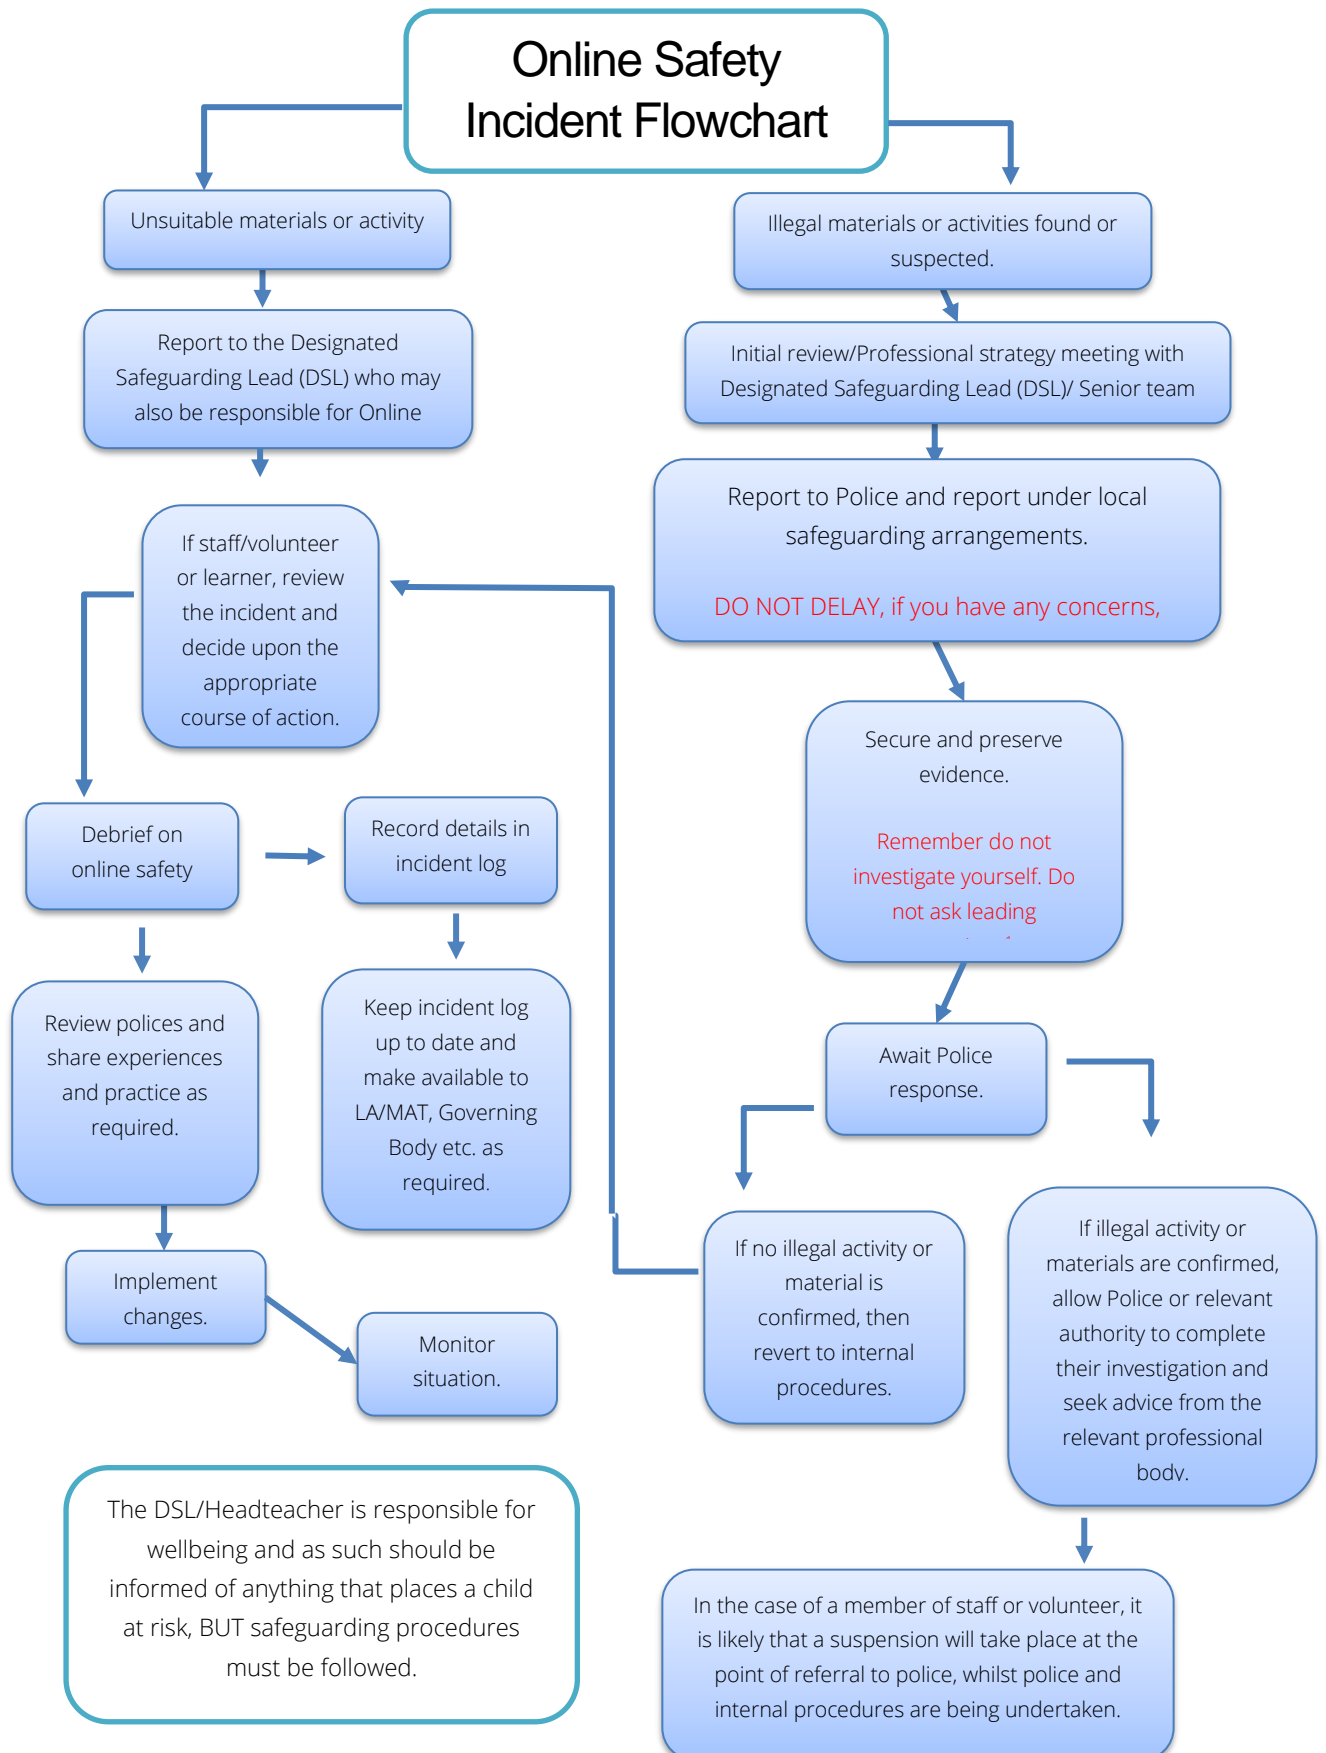 Online Safety
Incident Flowchart
Unsuitable materials or activity
Report to the Designated
Safeguarding Lead (DSL) who may
also be responsible for Online
If staff/volunteer
or learner, review
the incident and
decide upon the
appropriate
course of action.
Debrief on
online safety
Record details in
incident log
Review polices and
share experiences
and practice as
required.
Keep incident log
up to date and
make available to
LA/MAT, Governing
Body etc. as
required.
Implement
changes.
Monitor
situation.
Illegal materials or activities found or
suspected.
Initial review/Professional strategy meeting with
Designated Safeguarding Lead (DSL)/ Senior team
Report to Police and report under local
safeguarding arrangements.
DO NOT DELAY, if you have any concerns,
Secure and preserve
evidence.
Remember do not
investigate yourself. Do
not ask leading
Await Police
response.
If no illegal activity or
material is
confirmed, then
revert to internal
procedures.
If illegal activity or
materials are confirmed,
allow Police or relevant
authority to complete
their investigation and
seek advice from the
relevant professional
body.
In the case of a member of staff or volunteer, it
is likely that a suspension will take place at the
point of referral to police, whilst police and
internal procedures are being undertaken.
The DSL/Headteacher is responsible for
wellbeing and as such should be
informed of anything that places a child
at risk, BUT safeguarding procedures
must be followed.